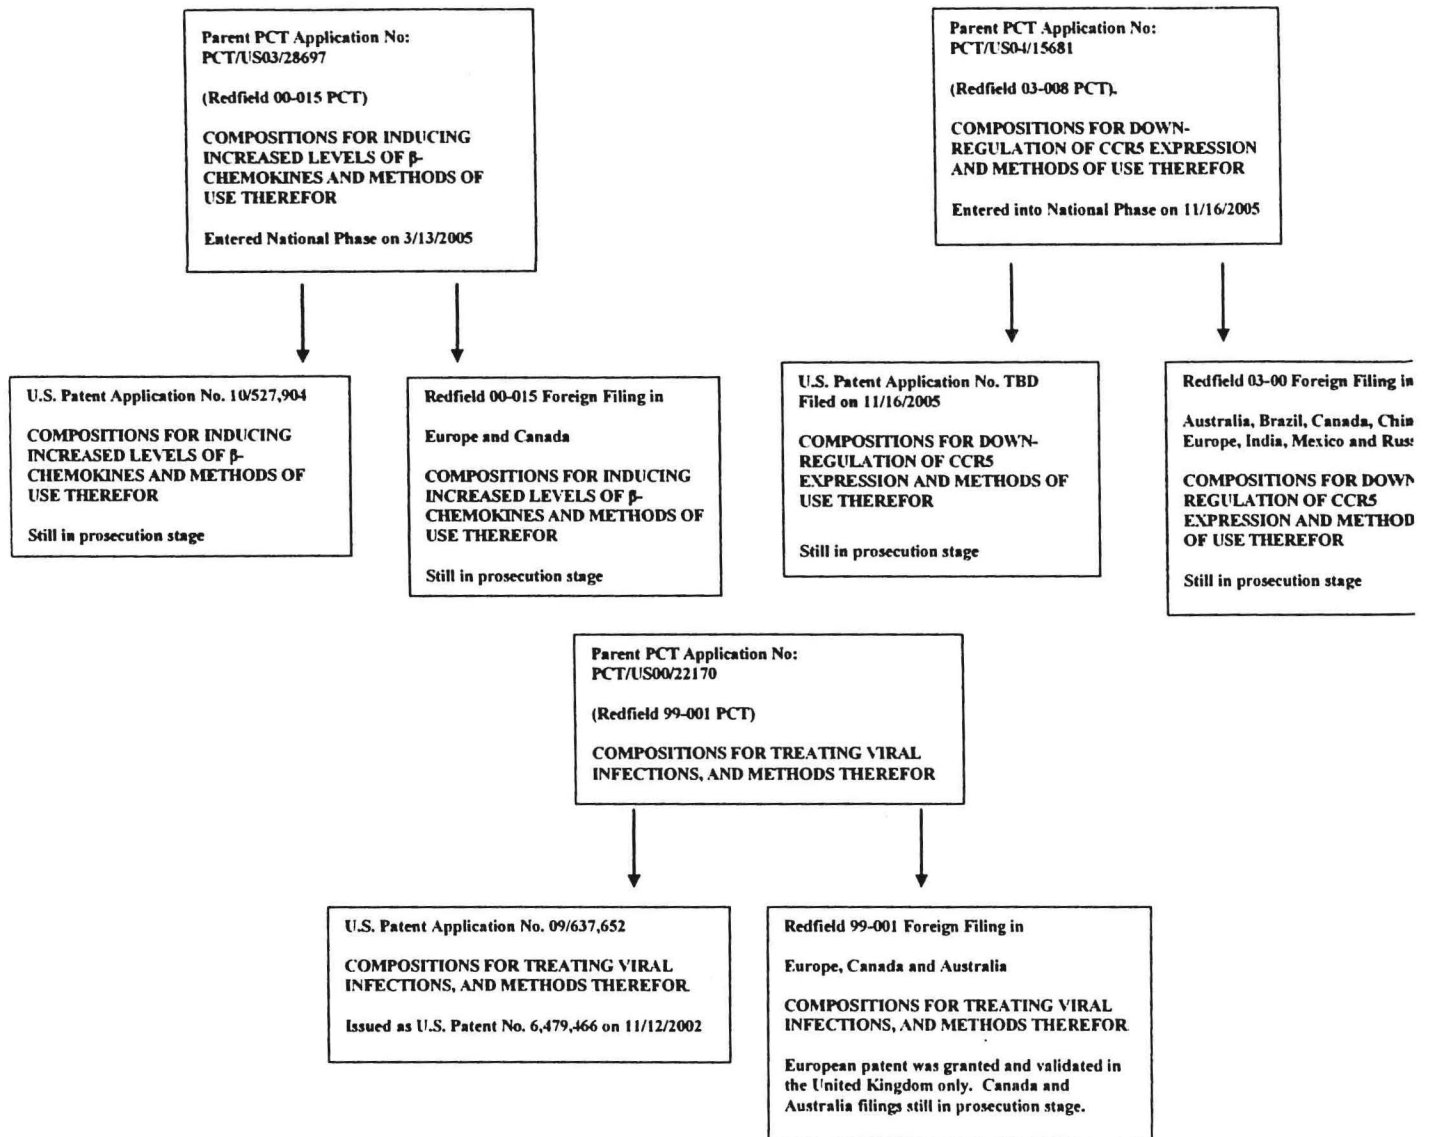 Parent PCT Application No:
PCT/US03/28697
(Redfield 00-015 PCT)
COMPOSITIONS FOR INDUCING
INCREASED LEVELS OF β-
CHEMOKINES AND METHODS OF
USE THEREFOR
Entered National Phase on 3/13/2005
Parent PCT Application No:
PCT/US04/15681
(Redfield 03-008 PCT).
COMPOSITIONS FOR DOWN-
REGULATION OF CCR5 EXPRESSION
AND METHODS OF USE THEREFOR
Entered into National Phase on 11/16/2005
U.S. Patent Application No. 10/527,904
COMPOSITIONS FOR INDUCING
INCREASED LEVELS OF β-
CHEMOKINES AND METHODS OF
USE THEREFOR
Still in prosecution stage
Redfield 00-015 Foreign Filing in
Europe and Canada
COMPOSITIONS FOR INDUCING
INCREASED LEVELS OF β-
CHEMOKINES AND METHODS OF
USE THEREFOR
Still in prosecution stage
U.S. Patent Application No. TBD
Filed on 11/16/2005
COMPOSITIONS FOR DOWN-
REGULATION OF CCR5
EXPRESSION AND METHODS OF
USE THEREFOR
Still in prosecution stage
Redfield 03-00 Foreign Filing in
Australia, Brazil, Canada,
Europe, India, Mexico and
COMPOSITIONS FOR
REGULATION OF CCR5
EXPRESSION AND METHOD
OF USE THEREFOR
Still in prosecution stage
Parent PCT Application No:
PCT/US00/22170
(Redfield 99-001 PCT)
COMPOSITIONS FOR TREATING VIRAL
INFECTIONS, AND METHODS THEREFOR
U.S. Patent Application No. 09/637,652
COMPOSITIONS FOR TREATING VIRAL
INFECTIONS, AND METHODS THEREFOR
Issued as U.S. Patent No. 6,479,466 on 11/12/2002
Redfield 99-001 Foreign Filing in
Europe, Canada and Australia
COMPOSITIONS FOR TREATING VIRAL
INFECTIONS, AND METHODS THEREFOR
European patent was granted and validated in
the United Kingdom only. Canada and
Australia filings still in prosecution stage.